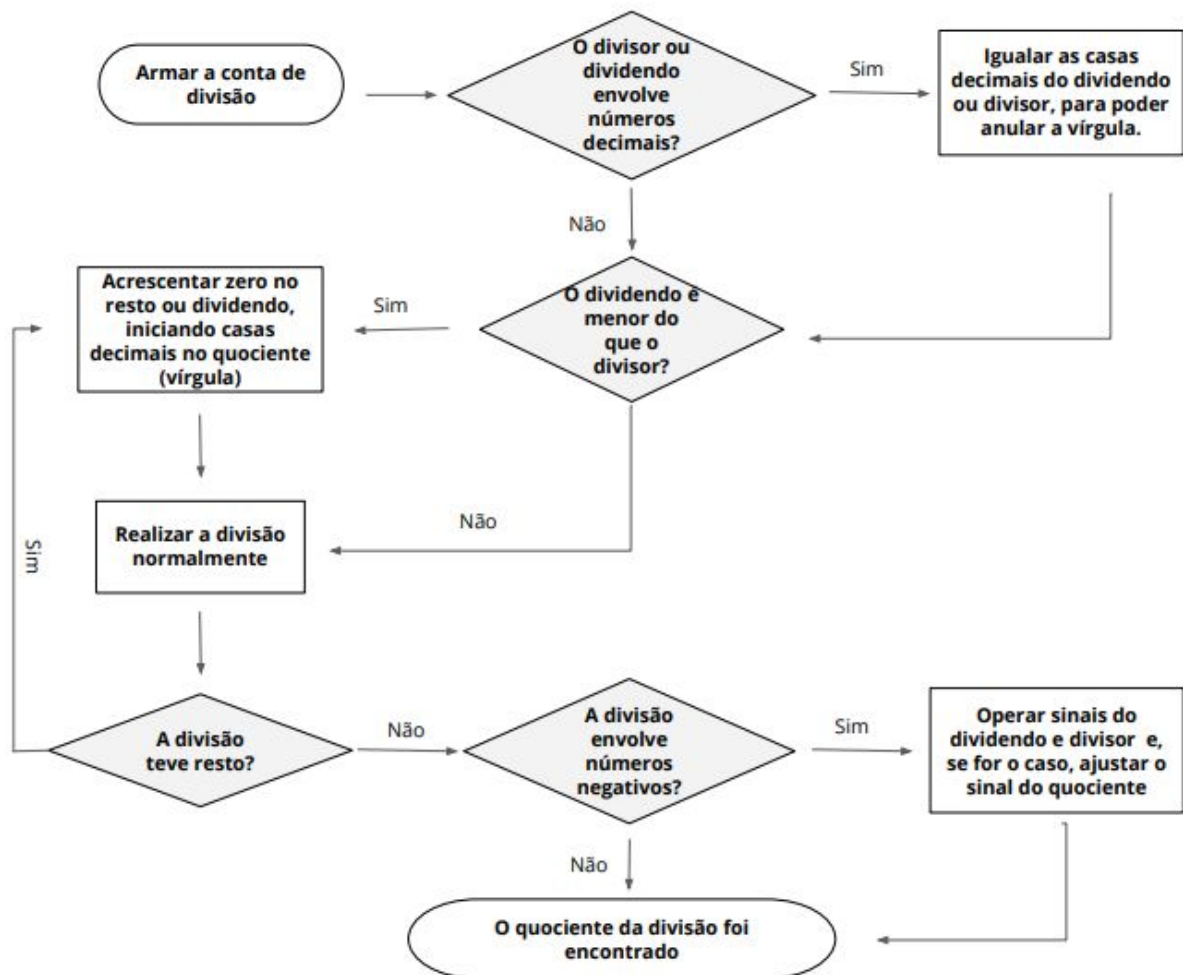 Armar a conta de
divisão
O divisor ou
dividendo
envolve
números
decimais?
Sim
Igualar as casas
decimais do dividendo
ou divisor, para poder
anular a vírgula.
Não
O dividendo é
menor do
que o
divisor?
Sim
Acrescentar zero no
resto ou dividendo,
iniciando casas
decimais no quociente
(vírgula)
Não
Realizar a divisão
normalmente
Sim
A divisão
teve resto?
Não
A divisão
envolve
números
negativos?
Sim
Operar sinais do
dividendo e divisor e,
se for o caso, ajustar o
sinal do quociente
Não
O quociente da divisão foi
encontrado